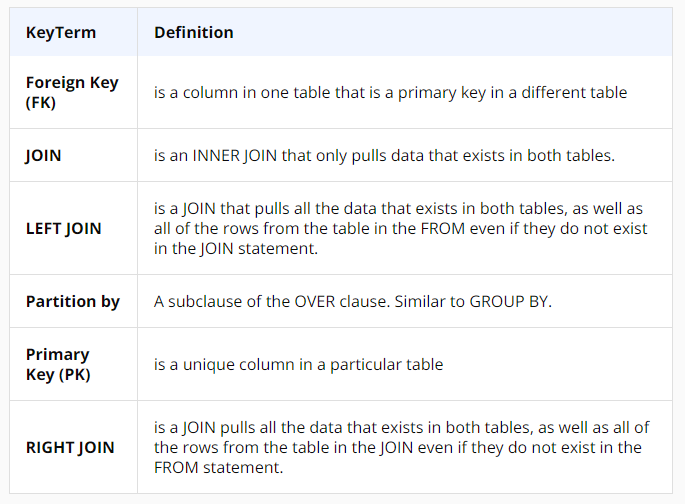 KeyTerm Definition
Foreign Key
(FK)
is a column in one table that is a primary key in a different table
JOIN
is an INNER JOIN that only pulls data that exists in both tables.
LEFT JOIN
is a JOIN that pulls all the data that exists in both tables, as well as
all of the rows from the table in the FROM even if they do not exist
in the JOIN statement.
Partition by
A subclause of the OVER clause. Similar to GROUP BY.
Primary
Key (PK)
is a unique column in a particular table
RIGHT JOIN
is a JOIN pulls all the data that exists in both tables, as well as all of
the rows from the table in the JOIN even if they do not exist in the
FROM statement.